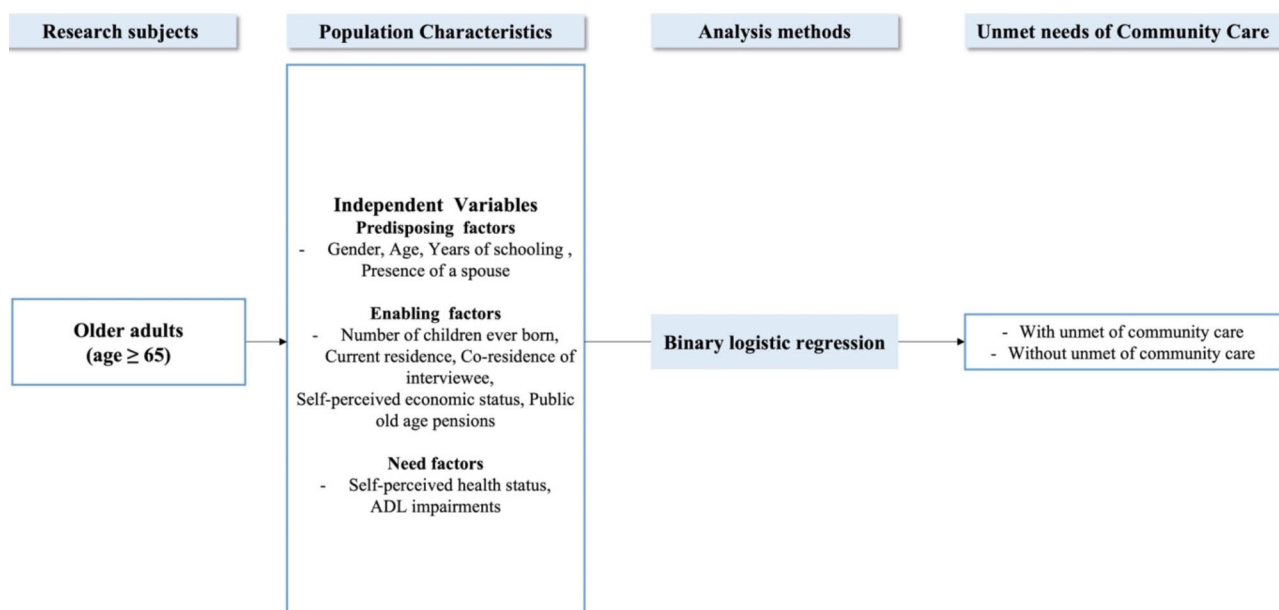 Research subjects
Population Characteristics
Analysis methods
Unmet needs of Community Care
Older adults
(age ≥ 65)
Independent Variables
Predisposing factors
- Gender, Age, Years of schooling ,
Presence of a spouse
Enabling factors
- Number of children ever born,
Current residence, Co-residence of
interviewee,
Self-perceived economic status, Public
old age pensions
Need factors
- Self-perceived health status,
ADL impairments
Binary logistic regression
- With unmet of community care
- Without unmet of community care